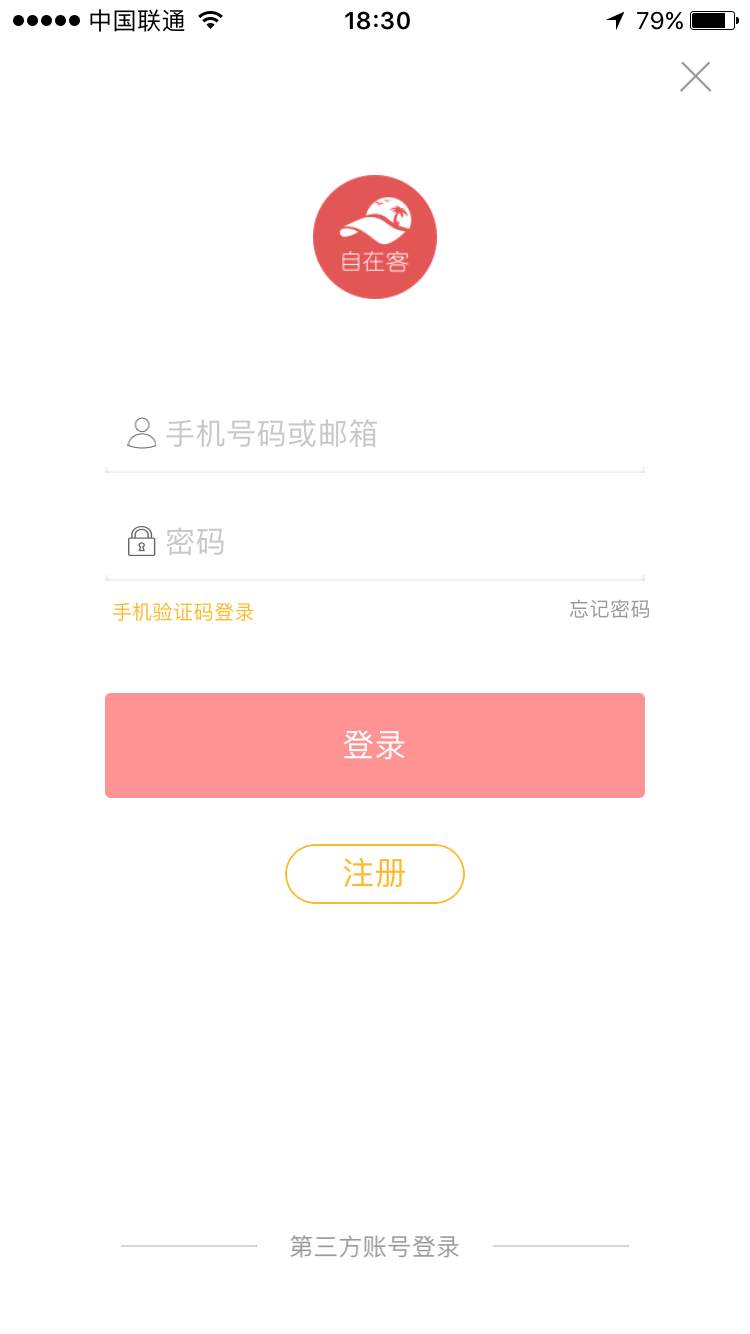 中国联通 18:30 79%
自在客
手机号码或邮箱
密码
手机验证码登录 忘记密码
登录
注册
第三方账号登录